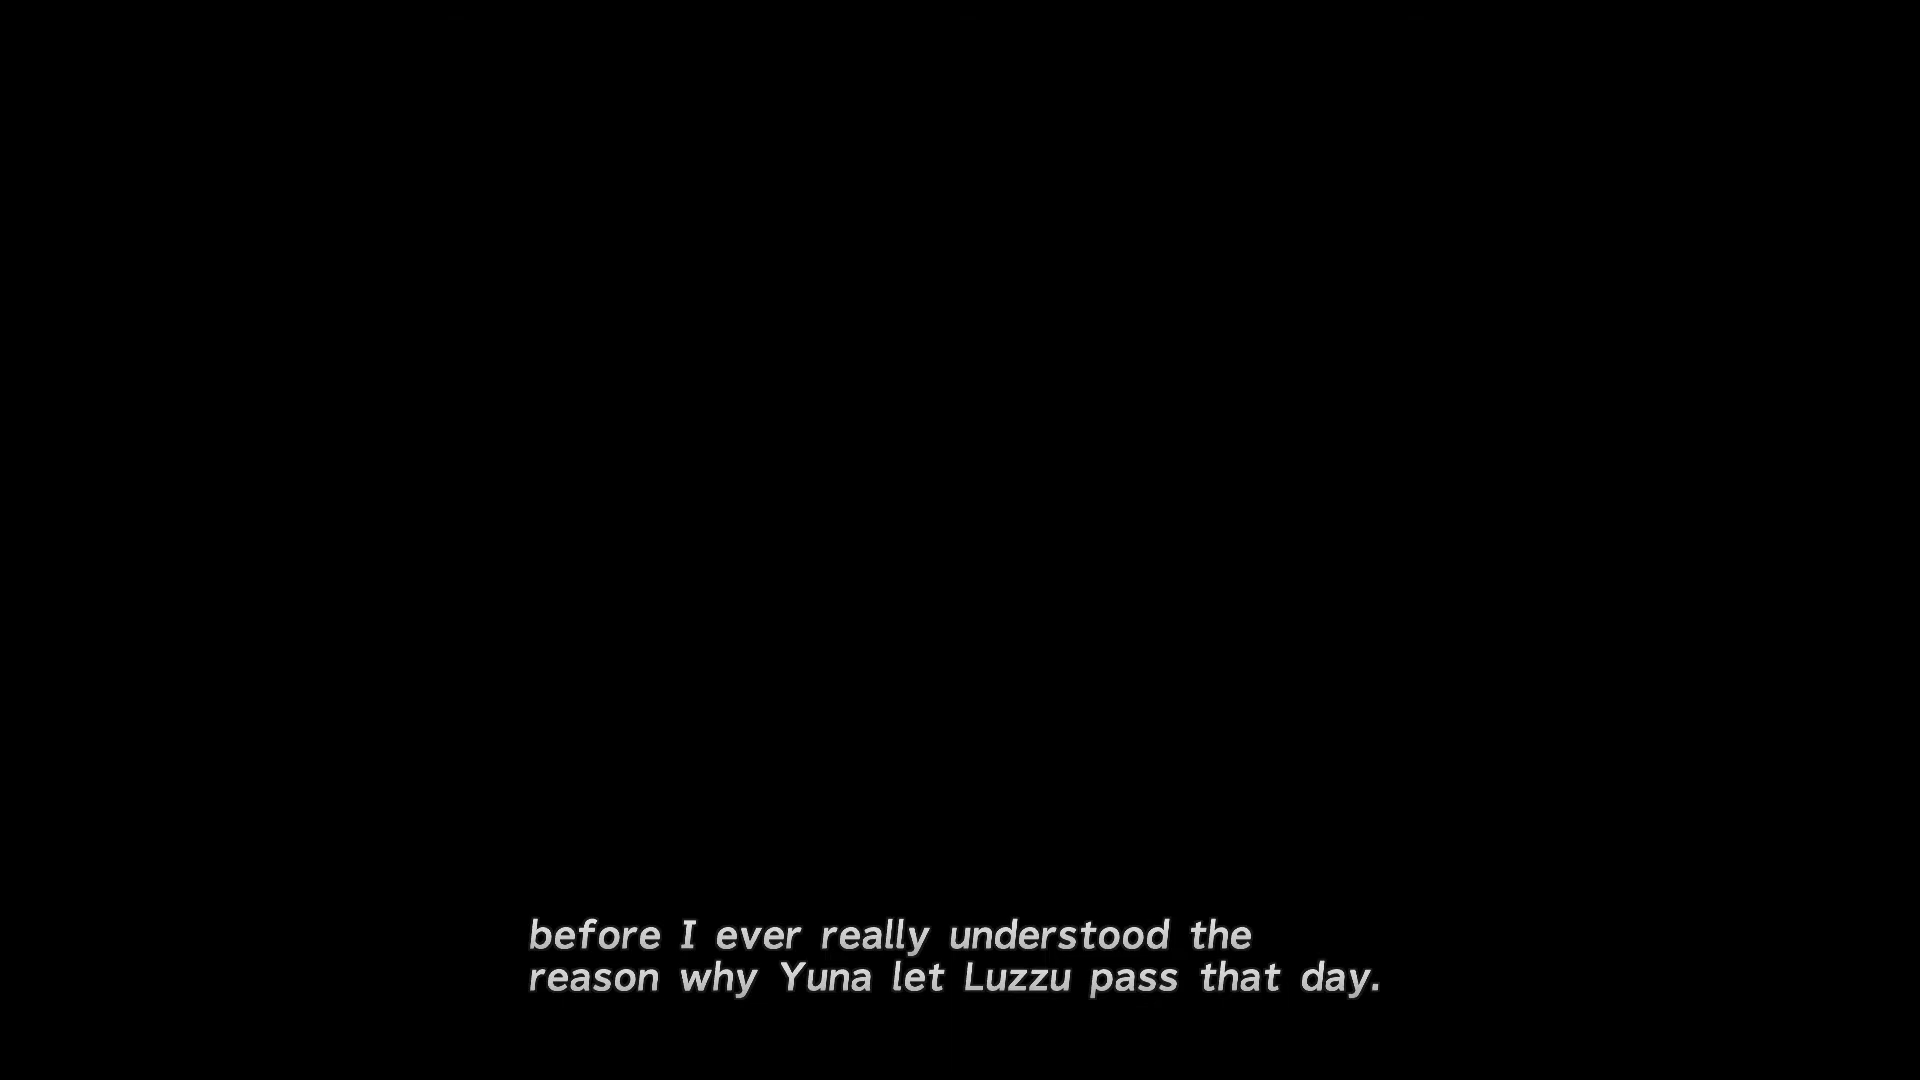 before I ever really understood the
reason why Yuna let Luzzu pass that day.